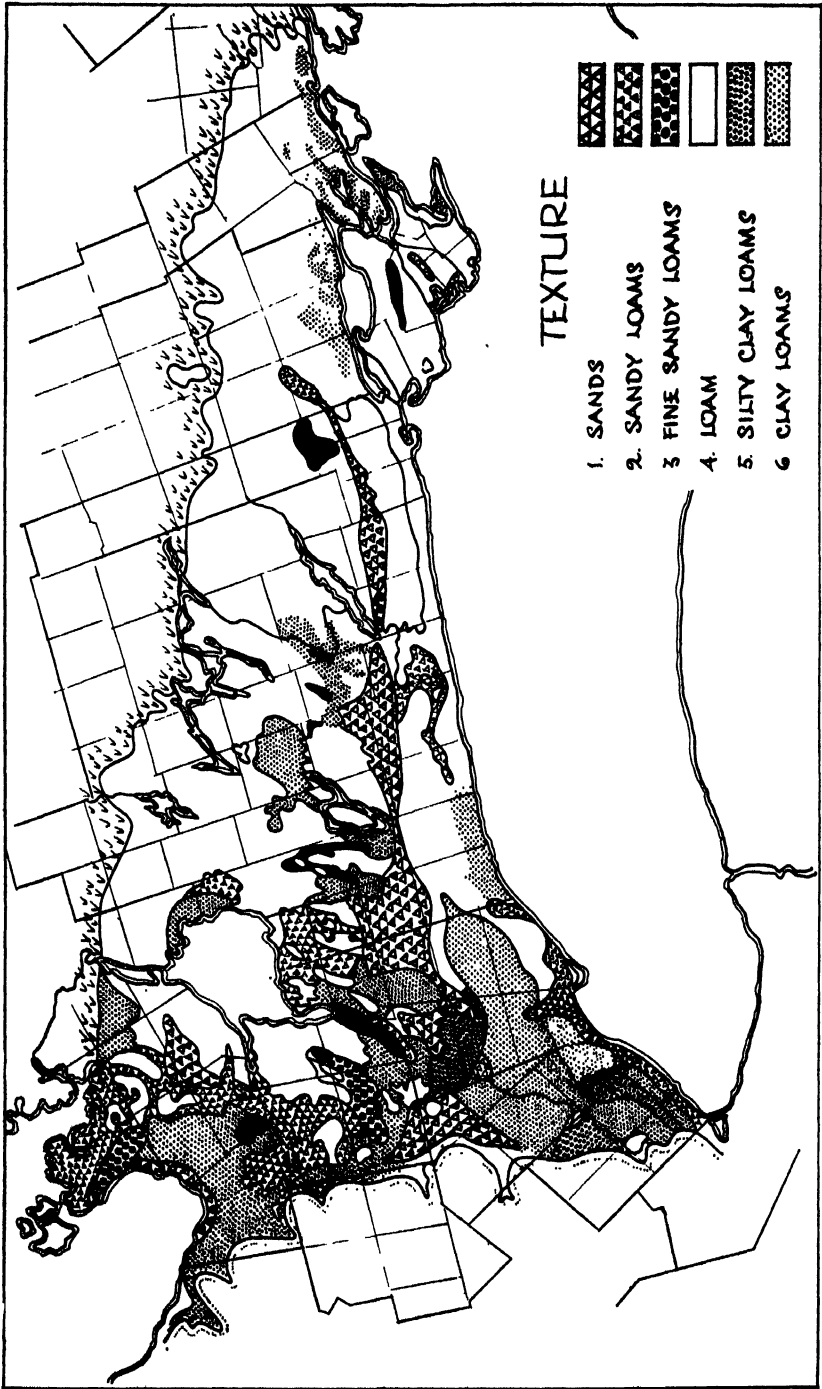 TEXTURE
1. SANDS
2. SANDY LOAMS
3 FINE SANDY LOAMS
4. LOAM
5. SILTY CLAY LOAMS
6 CLAY LOAMS